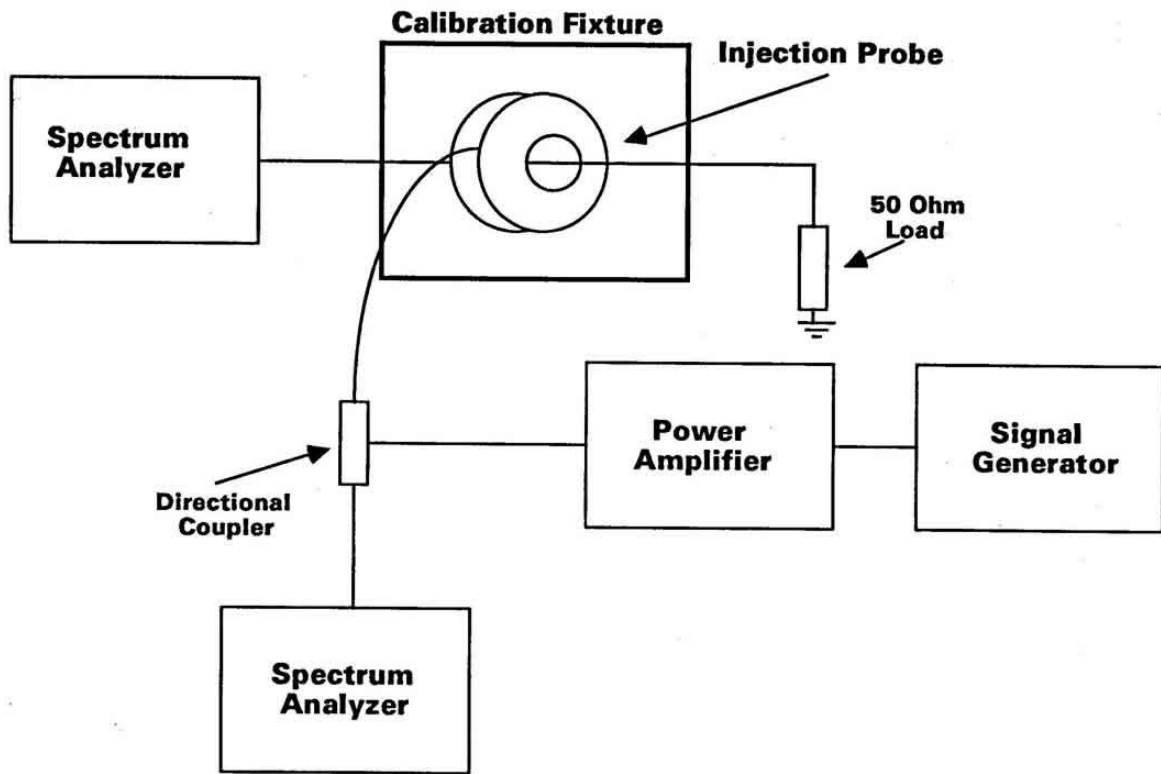 Calibration Fixture
Injection Probe
Spectrum
Analyzer
50 Ohm
Load
Power
Amplifier
Signal
Generator
Directional
Coupler
Spectrum
Analyzer